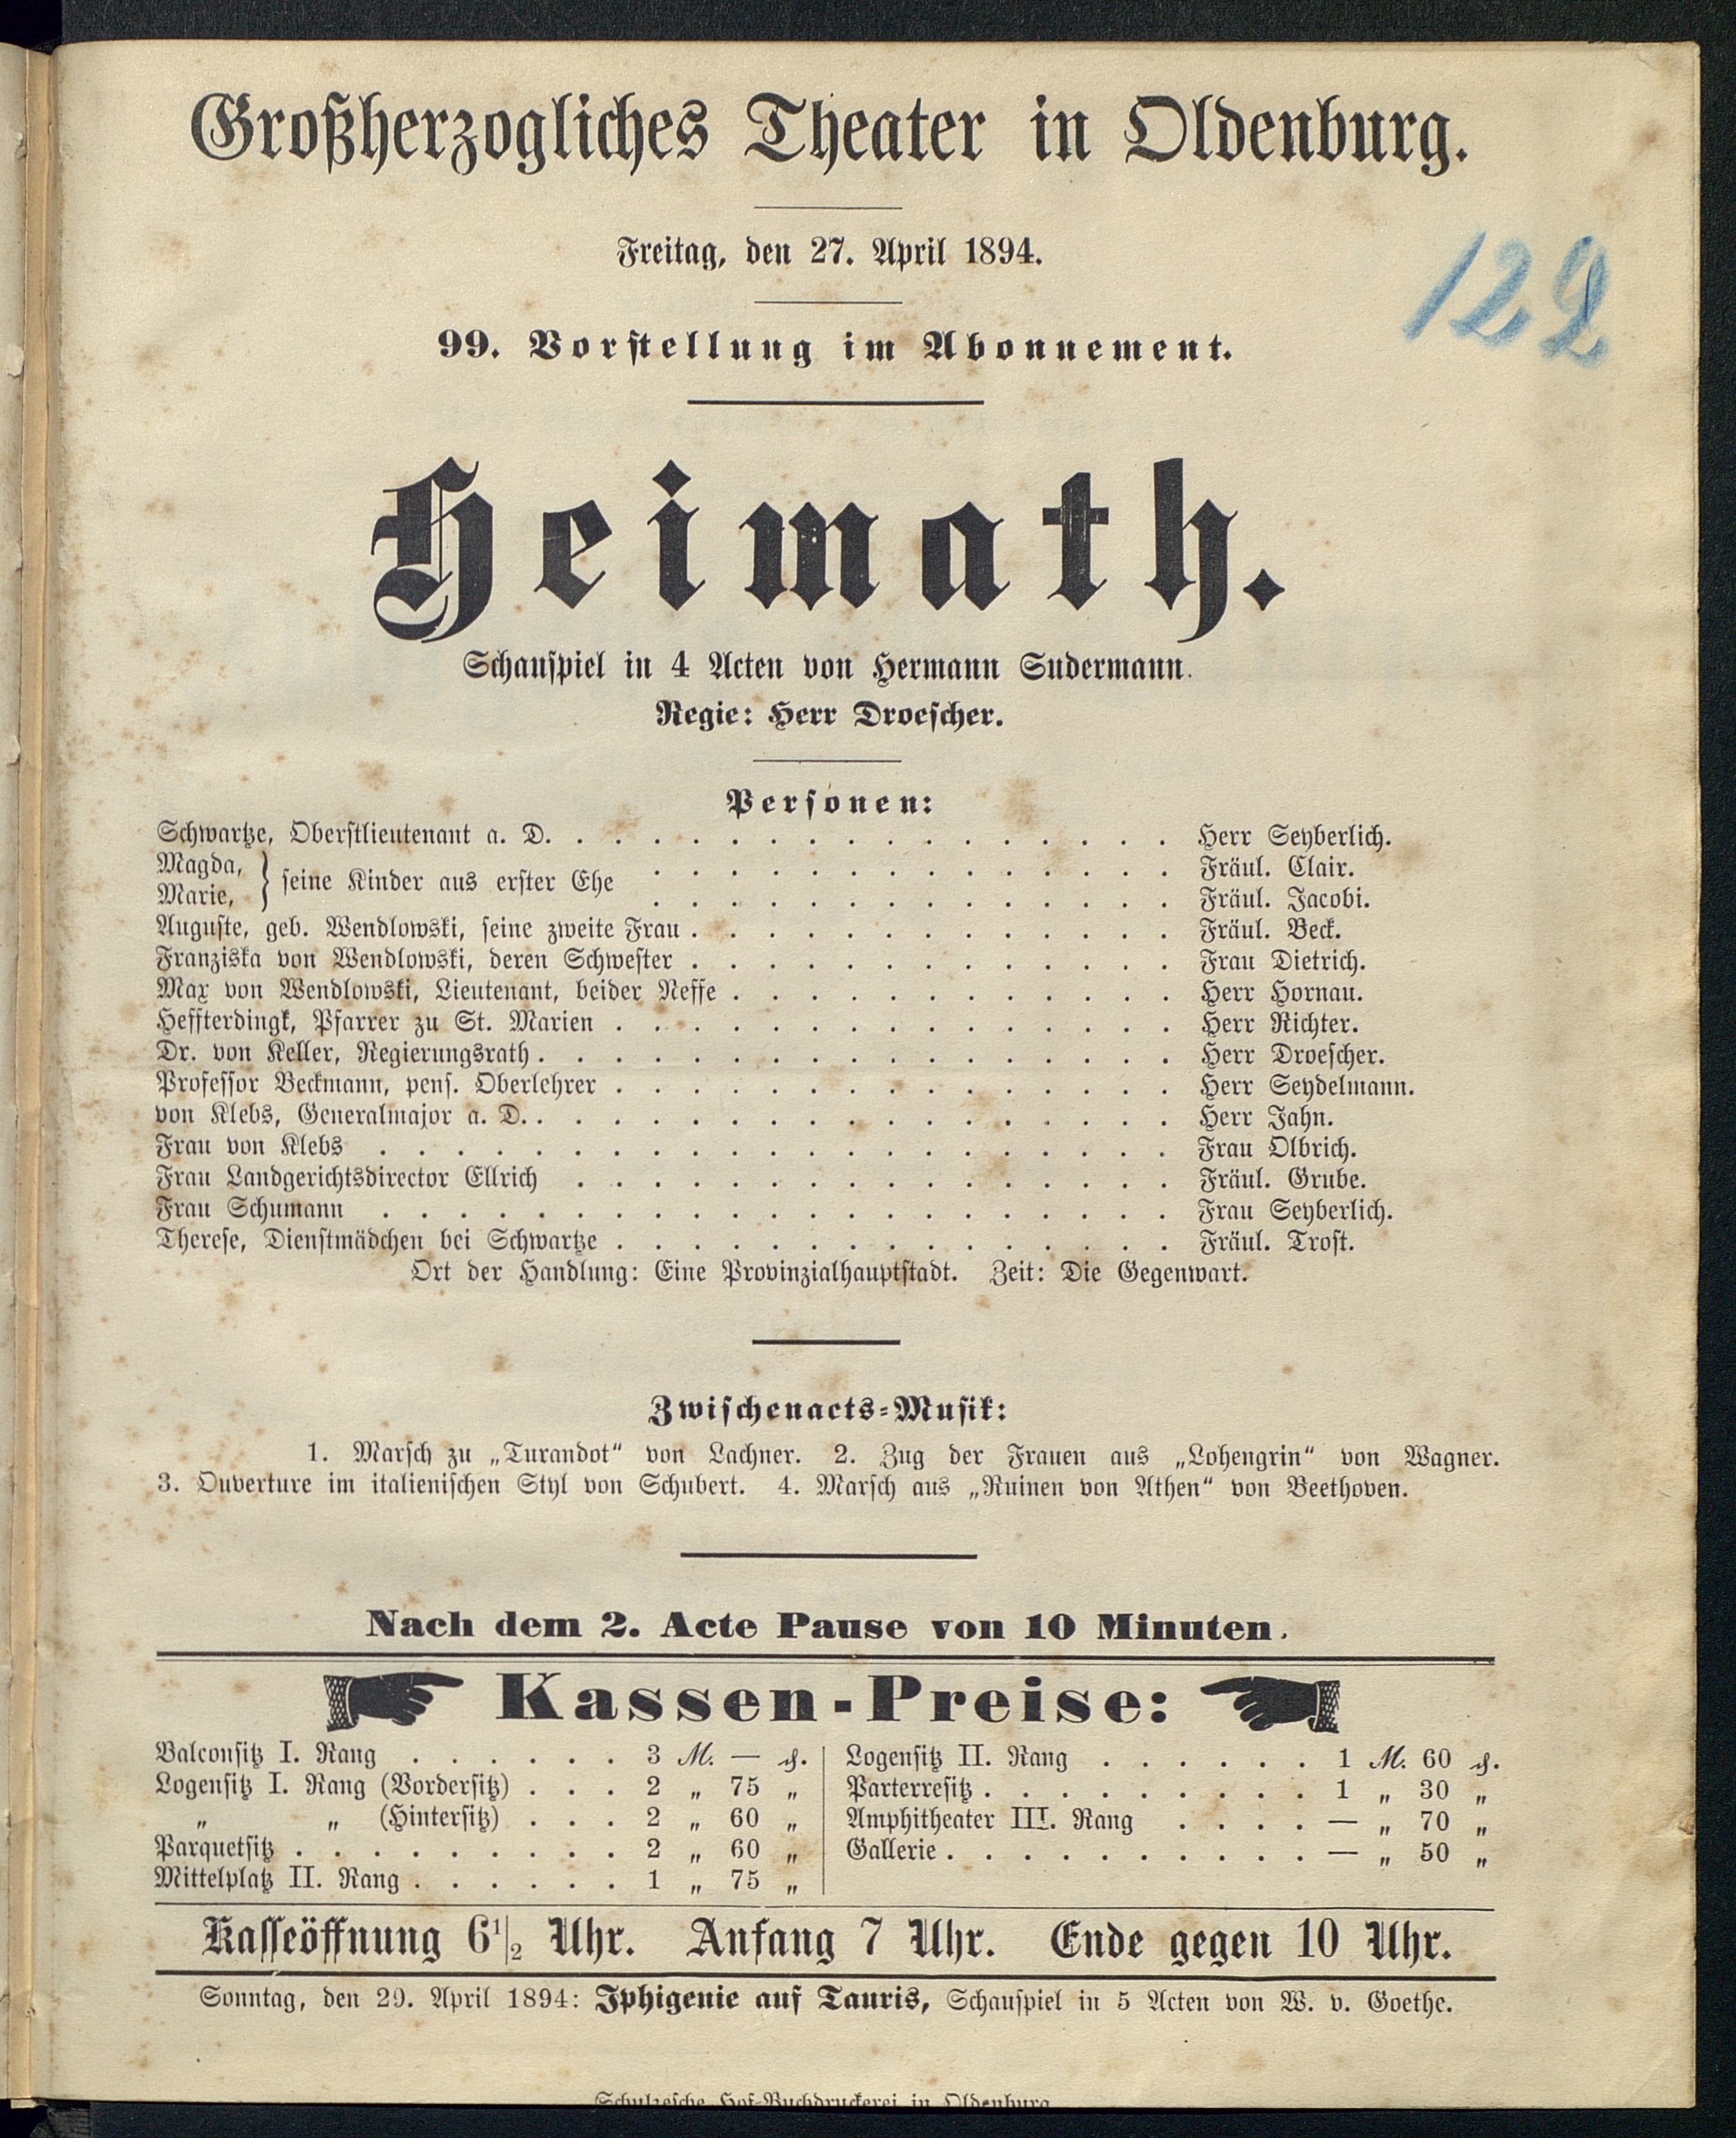 Großherzogliches Theater in Oldenburg.
Freitag, den 27. April 1894.
122
99. Vorstellung im Abonnement.
Heimath.
Schauspiel in 4 Acten von Hermann Sudermann.
Regie: Herr Droescher.
Personen:
Schwartze, Oberstlieutenant a. D. . . . . . . . . . . . . . . . . Herr Seyberlich.
Magda, } seine Kinder aus erster Ehe . . . . . . . . . . . . . . Fräul. Clair.
Marie, . . . . . . . . . . . . . . Fräul. Jacobi.
Auguste, geb. Wendlowski, seine zweite Frau . . . . . . . . . . . . . Fräul. Beck.
Franziska von Wendlowski, deren Schwester . . . . . . . . . . . . . Frau Dietrich.
Max von Wendlowski, Lieutenant, beider Neffe . . . . . . . . . . . . Herr Hornau.
Heffterdingk, Pfarrer zu St. Marien . . . . . . . . . . . . . . . Herr Richter.
Dr. von Keller, Regierungsrath . . . . . . . . . . . . . . . . . Herr Droescher.
Professor Beckmann, pens. Oberlehrer . . . . . . . . . . . . . . . Herr Seydelmann.
von Klebs, Generalmajor a. D. . . . . . . . . . . . . . . . . . Herr Jahn.
Frau von Klebs . . . . . . . . . . . . . . . . . . . . . Frau Olbrich.
Frau Landgerichtsdirector Ellrich . . . . . . . . . . . . . . . . Fräul. Grube.
Frau Schumann . . . . . . . . . . . . . . . . . . . . . Frau Seyberlich.
Therese, Dienstmädchen bei Schwartze . . . . . . . . . . . . . . . Fräul. Trost.
Ort der Handlung: Eine Provinzialhauptstadt. Zeit: Die Gegenwart.
Zwischenacts-Musik:
1. Marsch zu „Turandot“ von Lachner. 2. Zug der Frauen aus „Lohengrin“ von Wagner.
3. Ouverture im italienischen Styl von Schubert. 4. Marsch aus „Ruinen von Athen“ von Beethoven.
Nach dem 2. Acte Pause von 10 Minuten.
Kassen-Preise:
Balconsitz I. Rang . . . . . . 3 M. — ₰.
Logensitz I. Rang (Vordersitz) . . . 2 „ 75 „
„ „ (Hintersitz) . . . 2 „ 60 „
Parquetsitz . . . . . . . . . 2 „ 60 „
Mittelplatz II. Rang . . . . . . 1 „ 75 „
Logensitz II. Rang . . . . . . 1 M. 60 ₰.
Parterresitz . . . . . . . . . 1 „ 30 „
Amphitheater III. Rang . . . . — „ 70 „
Gallerie . . . . . . . . . . — „ 50 „
Kasseöffnung 6 1/2 Uhr. Anfang 7 Uhr. Ende gegen 10 Uhr.
Sonntag, den 29. April 1894: Iphigenie auf Tauris, Schauspiel in 5 Acten von W. v. Goethe.
Schulzesche Hof-Buchdruckerei in Oldenburg